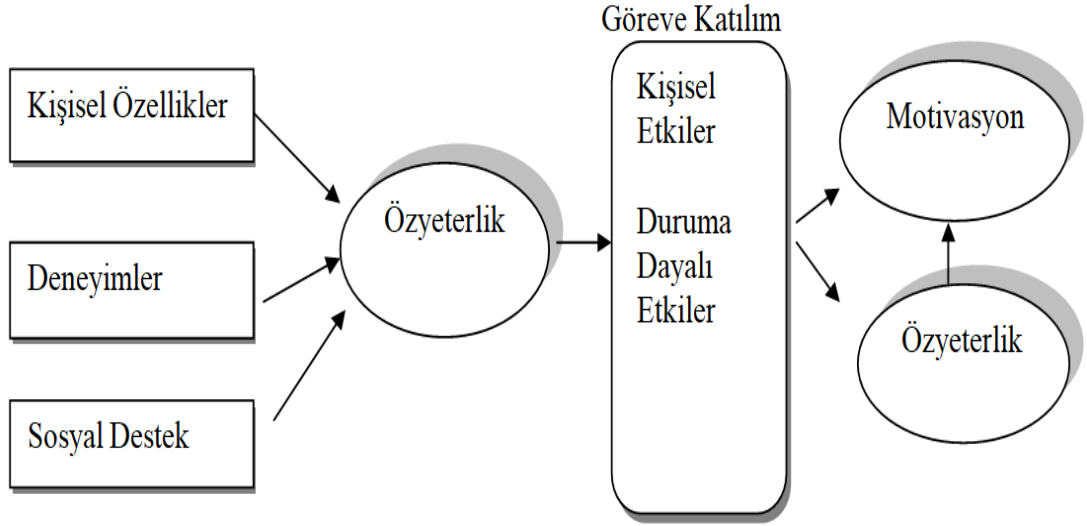 Kişisel Özellikler
Deneyimler
Sosyal Destek
Özyeterlik
Göreve Katılım
Kişisel
Etkiler
Duruma
Dayalı
Etkiler
Motivasyon
Özyeterlik